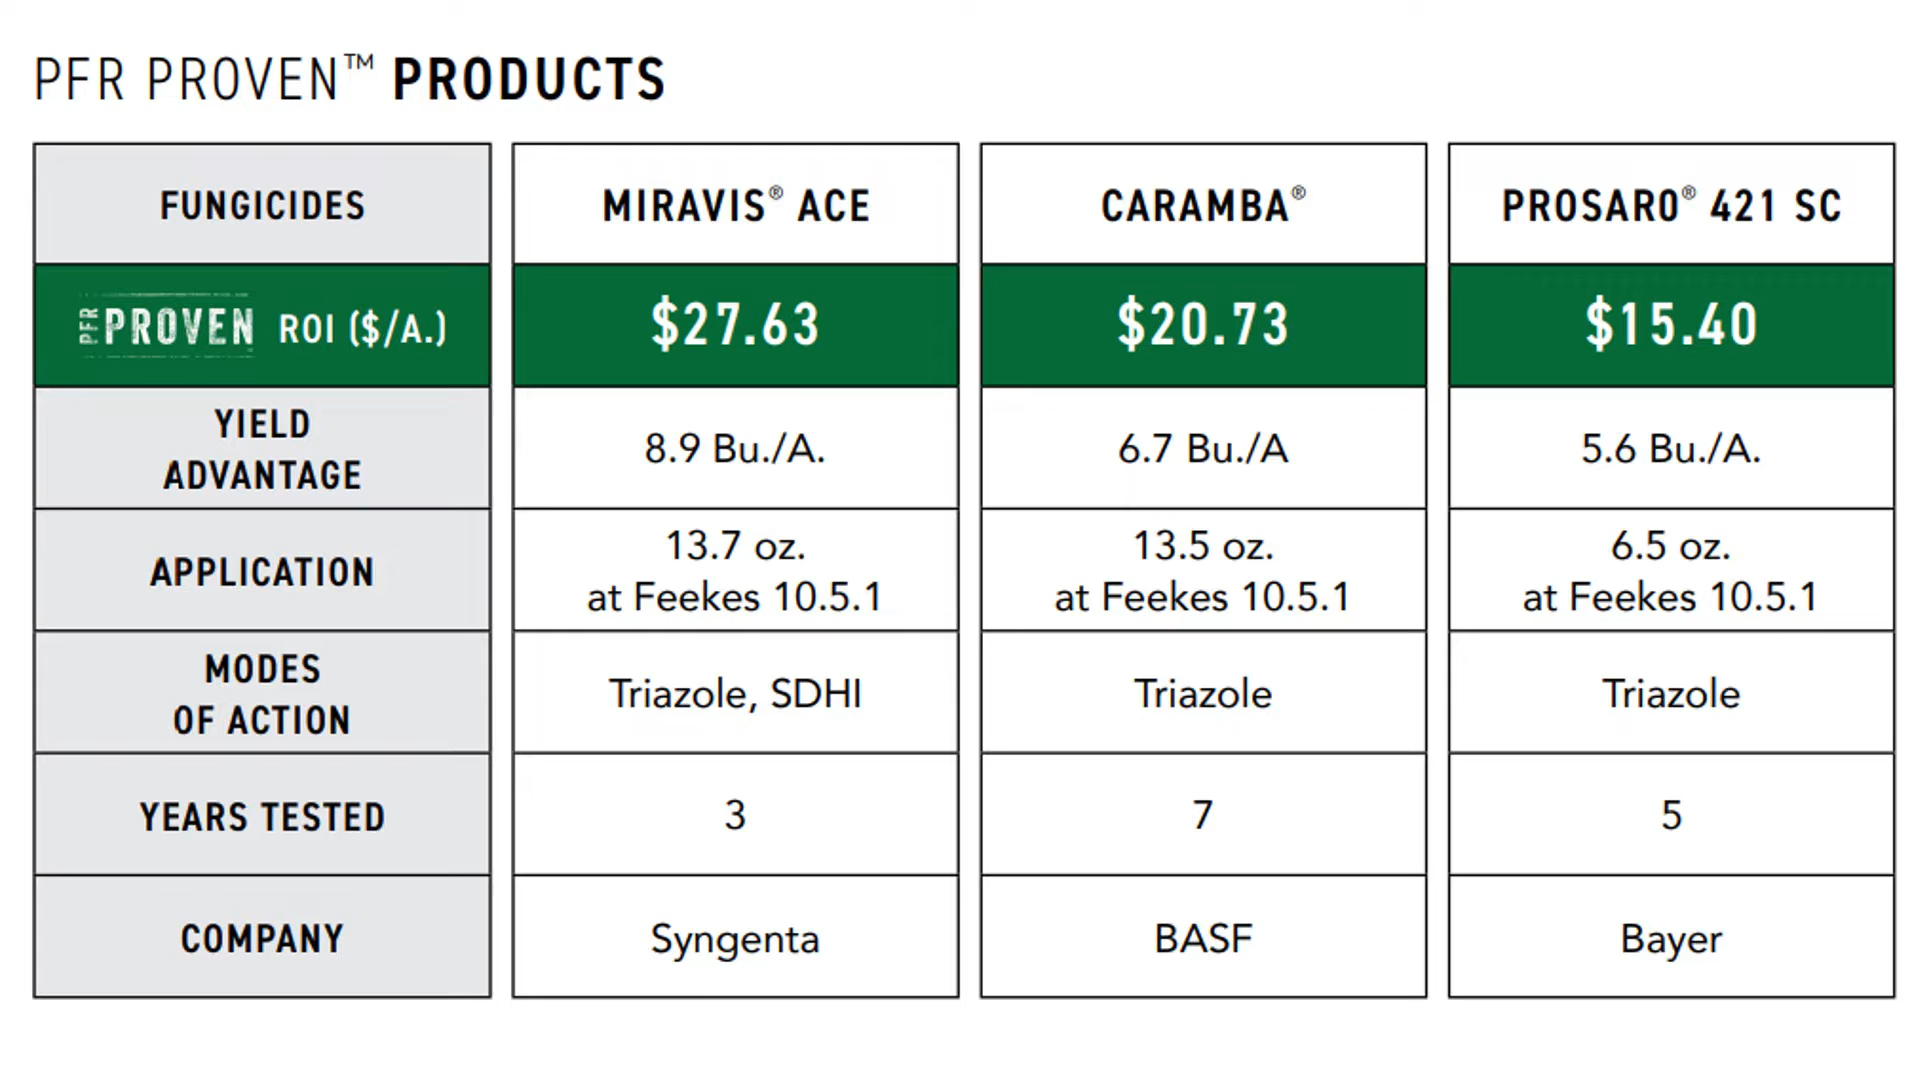 PFR PROVEN™ PRODUCTS
FUNGICIDES
MIRAVIS® ACE
CARAMBA®
PROSARO® 421 SC
PFR PROVEN ROI ($/A.)
$27.63
$20.73
$15.40
YIELD
ADVANTAGE
8.9 Bu./A.
6.7 Bu./A
5.6 Bu./A.
APPLICATION
13.7 oz.
at Feekes 10.5.1
13.5 oz.
at Feekes 10.5.1
6.5 oz.
at Feekes 10.5.1
MODES
OF ACTION
Triazole, SDHI
Triazole
Triazole
YEARS TESTED
3
7
5
COMPANY
Syngenta
BASF
Bayer